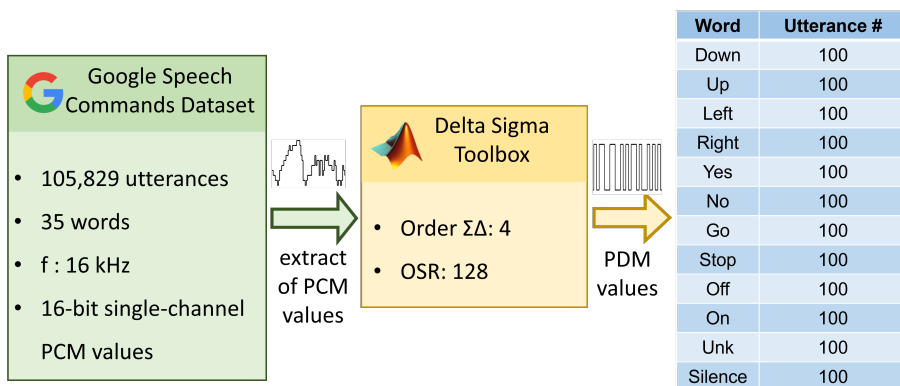 Google Speech
Commands Dataset
• 105,829 utterances
• 35 words
• f : 16 kHz
• 16-bit single-channel
PCM values
extract
of PCM
values
Delta Sigma
Toolbox
• Order ΣΔ: 4
• OSR: 128
PDM
values
Word Utterance #
Down 100
Up 100
Left 100
Right 100
Yes 100
No 100
Go 100
Stop 100
Off 100
On 100
Unk 100
Silence 100